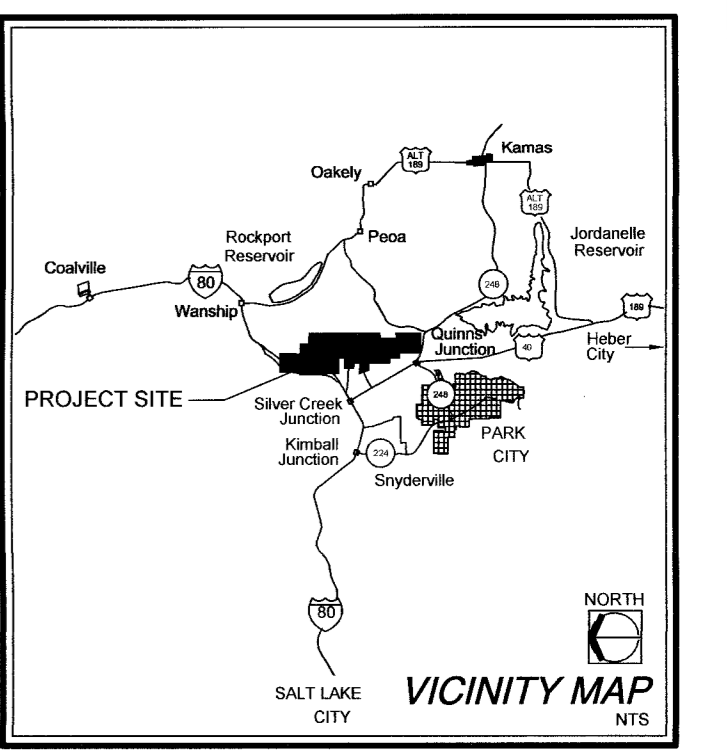 Kamas
ALT
189
Oakely
ALT
189
Peoa
Rockport
Reservoir
Jordanelle
Reservoir
Coalville
80
248
Wanship
189
Quinns
Junction
40
Heber
City
PROJECT SITE
248
Silver Creek
Junction
PARK
CITY
Kimball
Junction
224
Snyderville
80
NORTH
SALT LAKE
CITY
VICINITY MAP
NTS